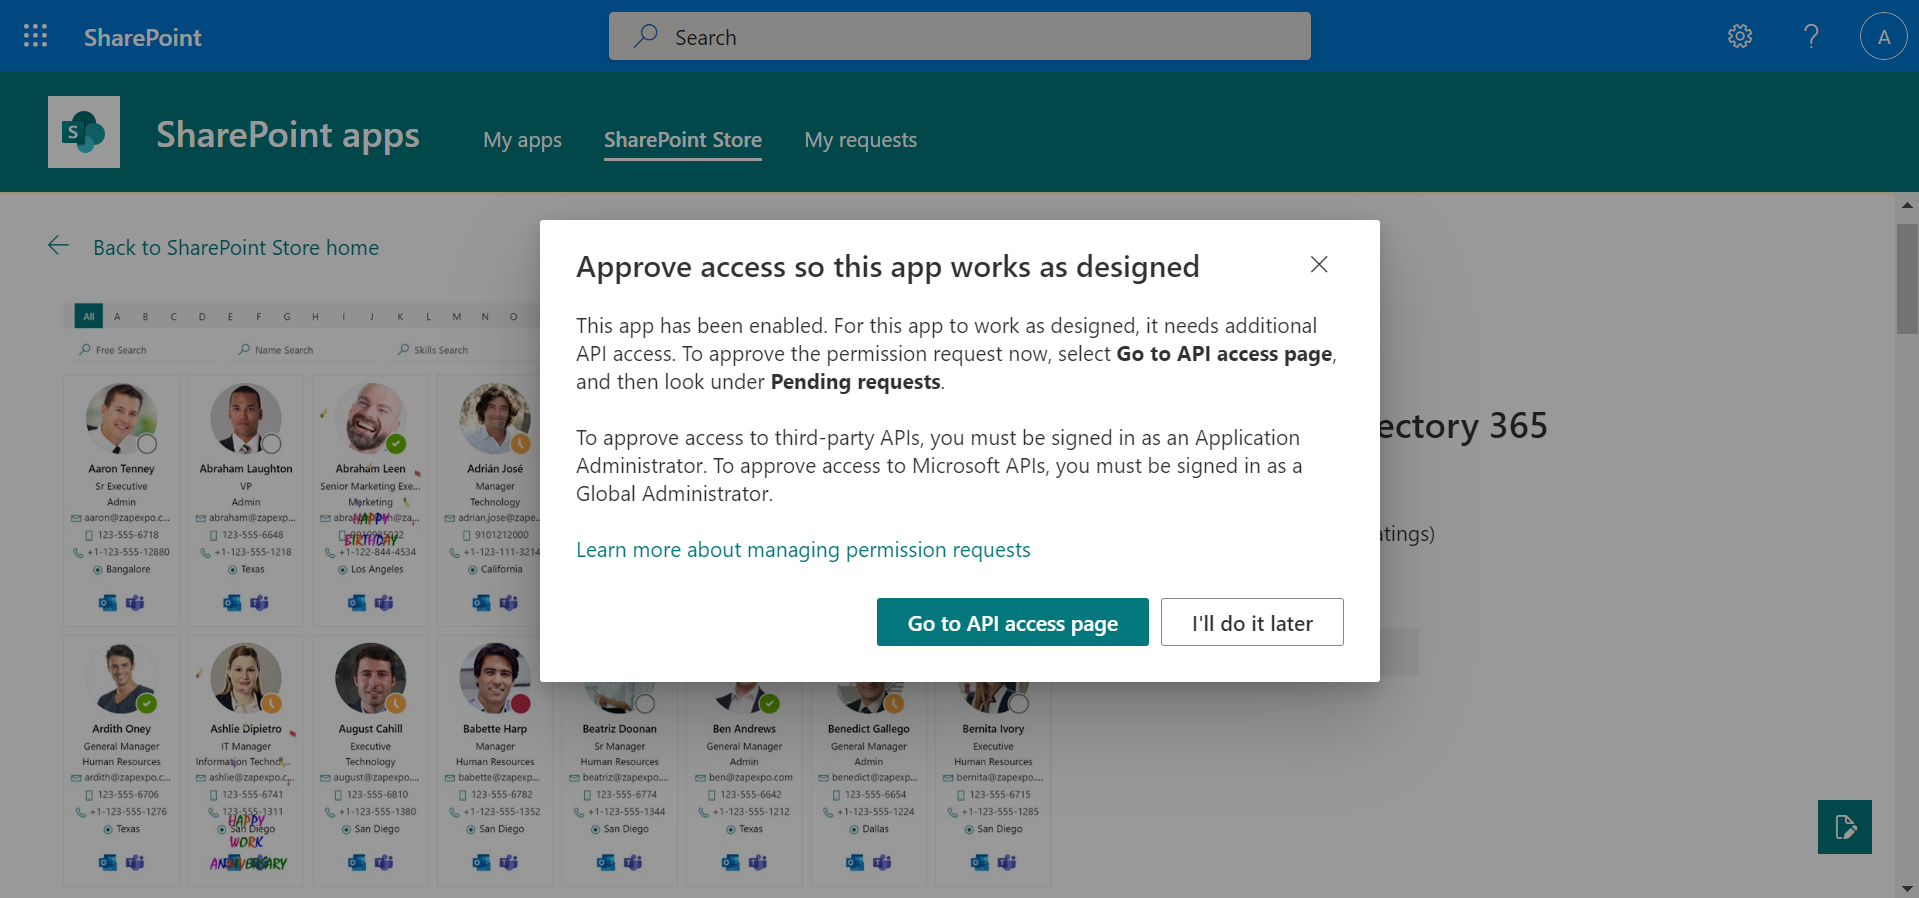 SharePoint
Search
A
S
SharePoint apps
My apps
SharePoint Store
My requests
Back to SharePoint Store home
All A B C D E F G H I J K L M N O
Free Search
Name Search
Skills Search
Approve access so this app works as designed
This app has been enabled. For this app to work as designed, it needs additional
API access. To approve the permission request now, select Go to API access page,
and then look under Pending requests.
To approve access to third-party APIs, you must be signed in as an Application
Administrator. To approve access to Microsoft APIs, you must be signed in as a
Global Administrator.
Learn more about managing permission requests
Go to API access page
I'll do it later
ectory 365
atings)
Aaron Tenney
Sr Executive
Admin
aaron@zapexpo.c...
123-555-6718
+1-123-555-12880
Bangalore
Abraham Laughton
VP
Admin
abraham@zapexp...
123-555-6648
+1-123-555-1218
Texas
Abraham Leen
Senior Marketing Exe...
Marketing
HAPPY
BIRTHDAY
+1-122-844-4534
Los Angeles
Adrián José
Manager
Technology
adrian.jose@zape...
9101212000
+1-123-111-3214
California
Ardith Oney
General Manager
Human Resources
ardith@zapexpo.c...
123-555-6706
+1-123-555-1276
Texas
Ashlie Dipietro
IT Manager
Information Techno...
ashlie@zapexpo.c...
123-555-6741
+1-123-555-1311
San Diego
HAPPY
WORK
ANNIVERSARY
August Cahill
Executive
Technology
august@zapexpo....
123-555-6810
+1-123-555-1380
San Diego
Babette Harp
Manager
Human Resources
babette@zapexp...
123-555-6782
+1-123-555-1352
San Diego
Beatriz Doonan
Sr Manager
Human Resources
beatriz@zapexpo....
123-555-6774
+1-123-555-1344
San Diego
Ben Andrews
General Manager
Admin
ben@zapexpo.com
123-555-6642
+1-123-555-1212
Texas
Benedict Gallego
General Manager
Admin
benedict@zapexp...
123-555-6654
+1-123-555-1224
Dallas
Bernita Ivory
Executive
Human Resources
bernita@zapexpo....
123-555-6715
+1-123-555-1285
San Diego